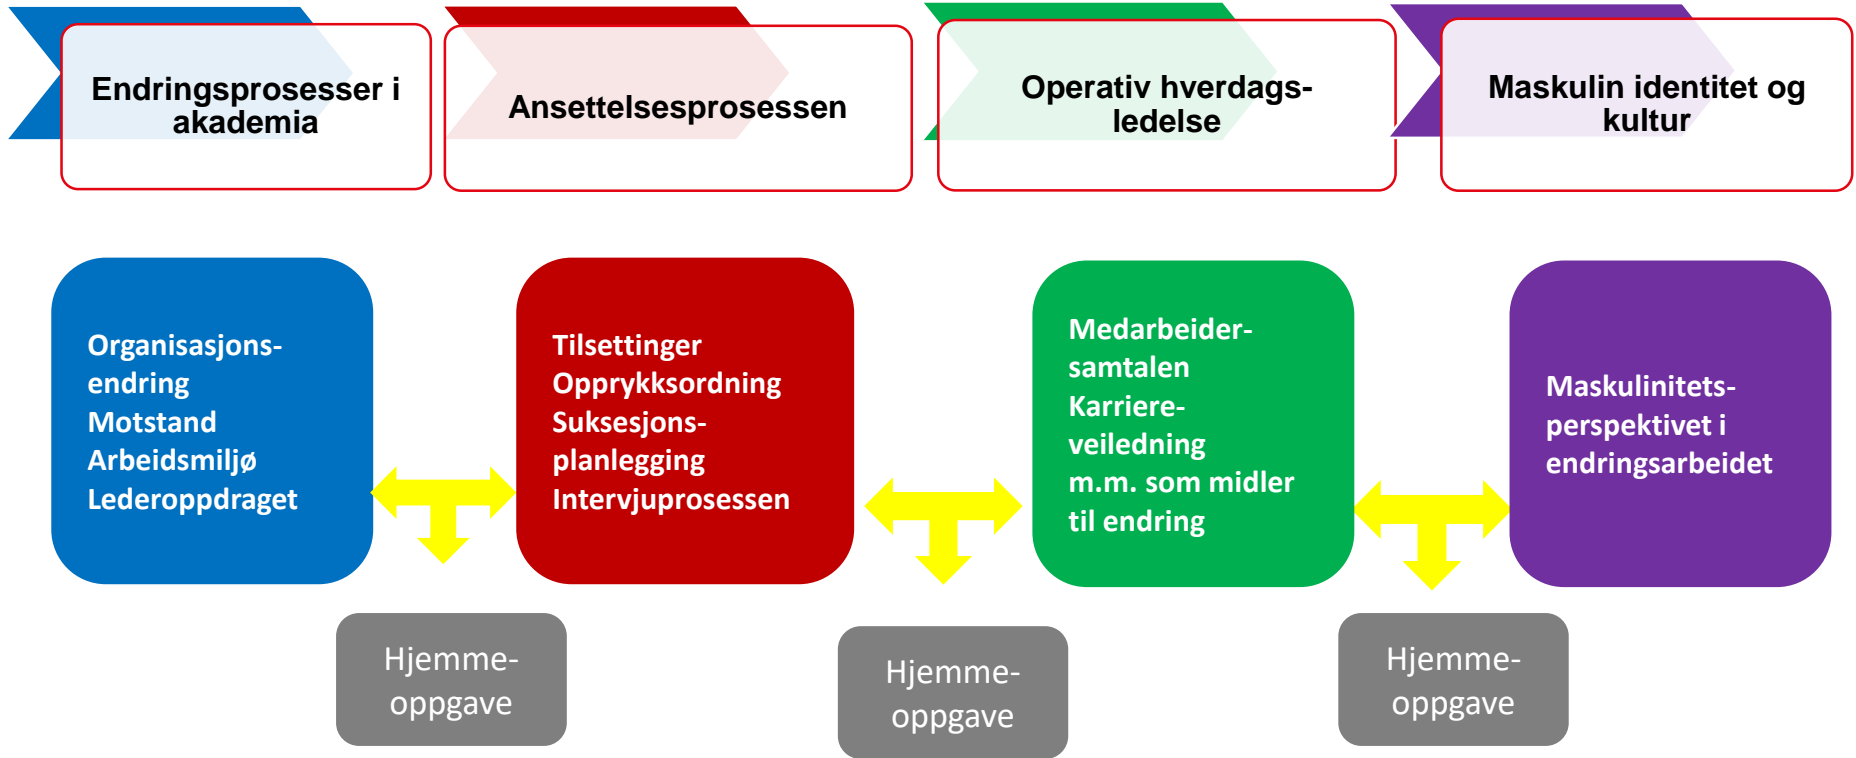 Endringsprosesser i
akademia
Ansettelsesprosessen
Operativ hverdags-
ledelse
Maskulin identitet og
kultur
Organisasjons-
endring
Motstand
Arbeidsmiljø
Lederoppdraget
Tilsettinger
Opprykksordning
Suksesjons-
planlegging
Intervjuprosessen
Medarbeider-
samtalen
Karriere-
veiledning
m.m. som midler
til endring
Maskulinitets-
perspektivet i
endringsarbeidet
Hjemme-
oppgave
Hjemme-
oppgave
Hjemme-
oppgave